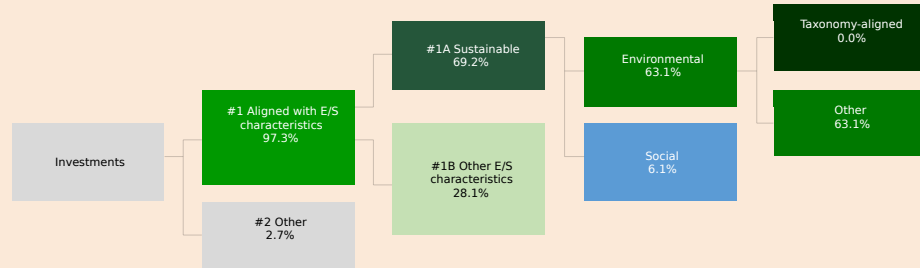 Investments
#1 Aligned with E/S
characteristics
97.3%
#2 Other
2.7%
#1A Sustainable
69.2%
#1B Other E/S
characteristics
28.1%
Environmental
63.1%
Social
6.1%
Taxonomy-aligned
0.0%
Other
63.1%